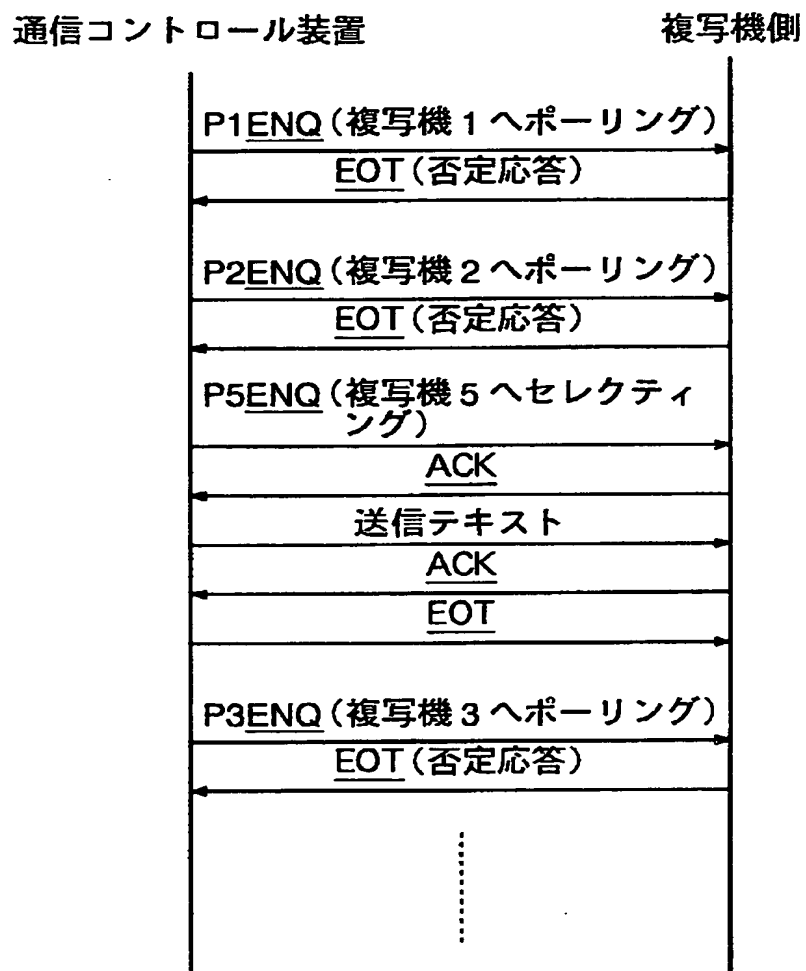 通信コントロール装置
複写機側
P1ENQ(複写機1へポーリング)
EOT(否定応答)
P2ENQ(複写機2へポーリング)
EOT(否定応答)
P5ENQ(複写機5へセレクティ
ング)
ACK
送信テキスト
ACK
EOT
P3ENQ(複写機3へポーリング)
EOT(否定応答)